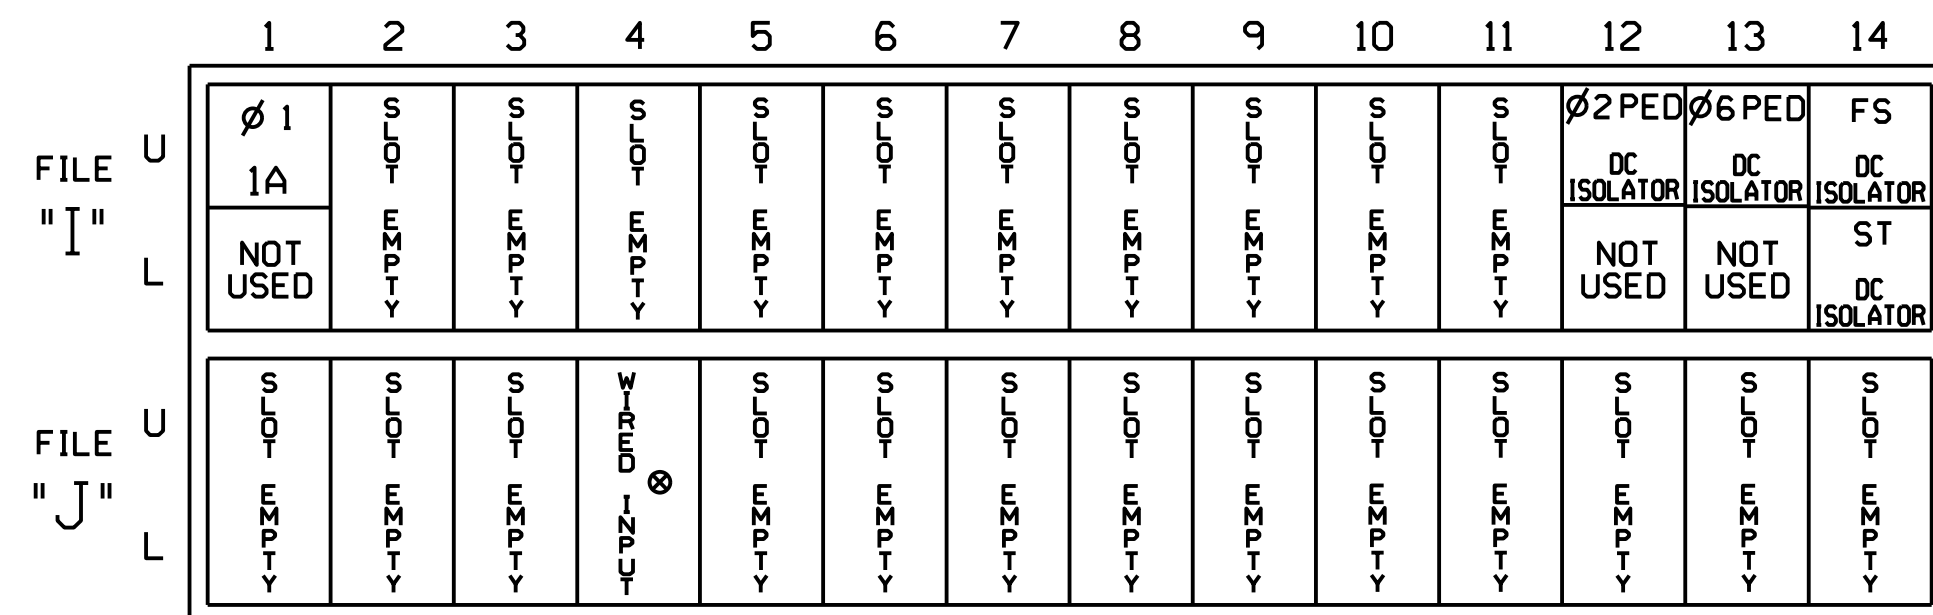 1 2 3 4 5 6 7 8 9 10 11 12 13 14
FILE "I"
U
L
Ø 1
1A
NOT
USED
SLOT EMPTY
SLOT EMPTY
SLOT EMPTY
SLOT EMPTY
SLOT EMPTY
SLOT EMPTY
SLOT EMPTY
SLOT EMPTY
SLOT EMPTY
SLOT EMPTY
Ø2 PED
DC
ISOLATOR
NOT
USED
Ø6 PED
DC
ISOLATOR
NOT
USED
FS
DC
ISOLATOR
ST
DC
ISOLATOR
FILE "J"
U
L
SLOT EMPTY
SLOT EMPTY
SLOT EMPTY
WIRED INPUT ⊗
SLOT EMPTY
SLOT EMPTY
SLOT EMPTY
SLOT EMPTY
SLOT EMPTY
SLOT EMPTY
SLOT EMPTY
SLOT EMPTY
SLOT EMPTY
SLOT EMPTY